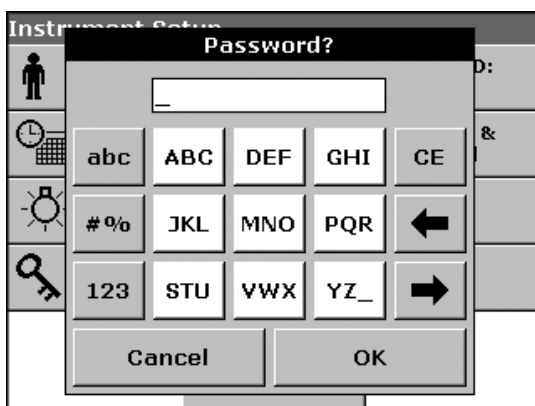 Instrument Setup
Password?
D:
_
&
abc ABC DEF GHI CE
#% JKL MNO PQR
123 STU VWX YZ_
Cancel OK